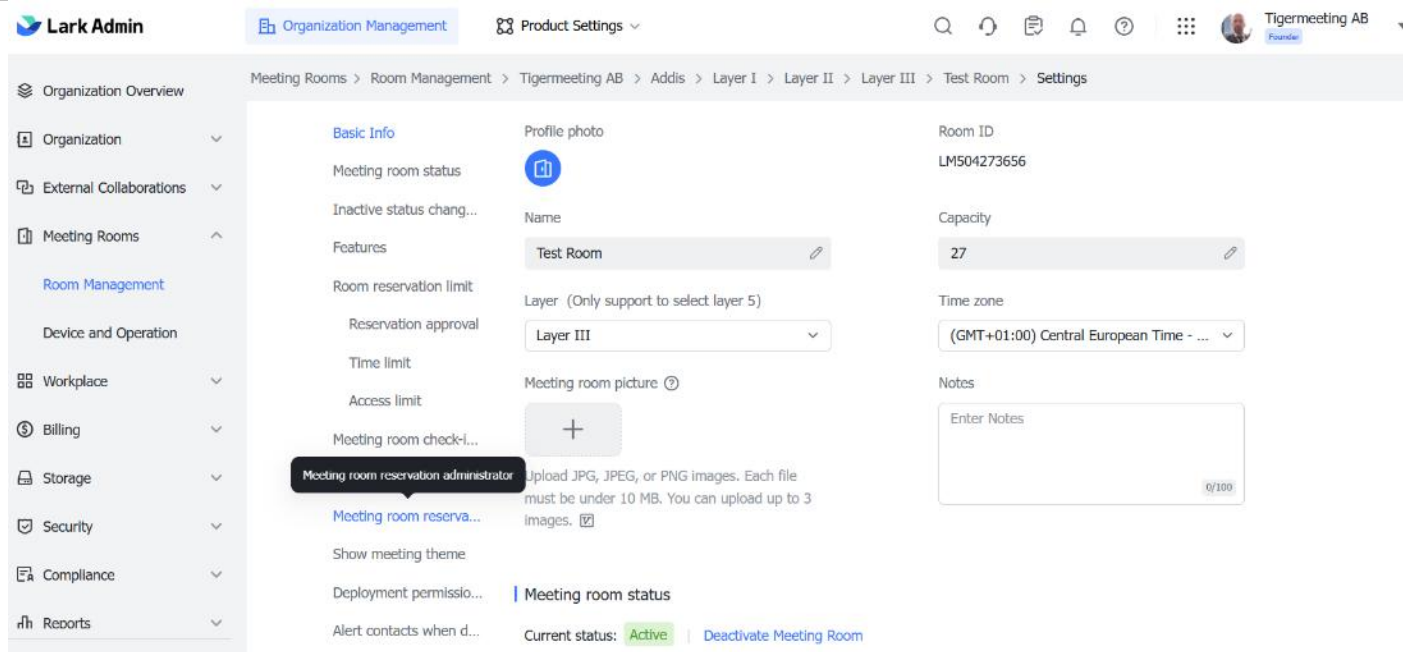 Lark Admin
Organization Management
Product Settings
Tigermeeting AB
Founder
Organization Overview
Organization
External Collaborations
Meeting Rooms
Room Management
Device and Operation
Workplace
Billing
Storage
Security
Compliance
Reports
Meeting Rooms > Room Management > Tigermeeting AB > Addis > Layer I > Layer II > Layer III > Test Room > Settings
Basic Info
Meeting room status
Inactive status chang...
Features
Room reservation limit
Reservation approval
Time limit
Access limit
Meeting room check-i...
Meeting room reservation administrator
Meeting room reserva...
Show meeting theme
Deployment permissio...
Alert contacts when d...
Profile photo
Room ID
LM504273656
Name
Test Room
Capacity
27
Layer (Only support to select layer 5)
Layer III
Time zone
(GMT+01:00) Central European Time - ...
Meeting room picture
Upload JPG, JPEG, or PNG images. Each file
must be under 10 MB. You can upload up to 3
images.
Notes
Enter Notes
0/100
Meeting room status
Current status: Active | Deactivate Meeting Room